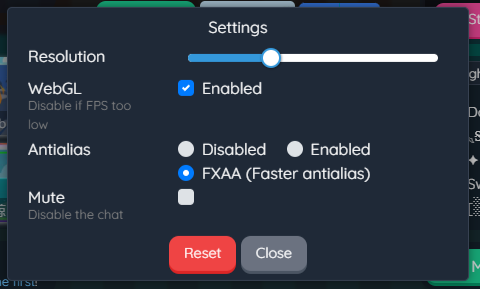 Settings
Resolution
WebGL
Enabled
Disable if FPS too
low
Antialias
Disabled
Enabled
FXAA (Faster antialias)
Mute
Disable the chat
Reset
Close
e first!